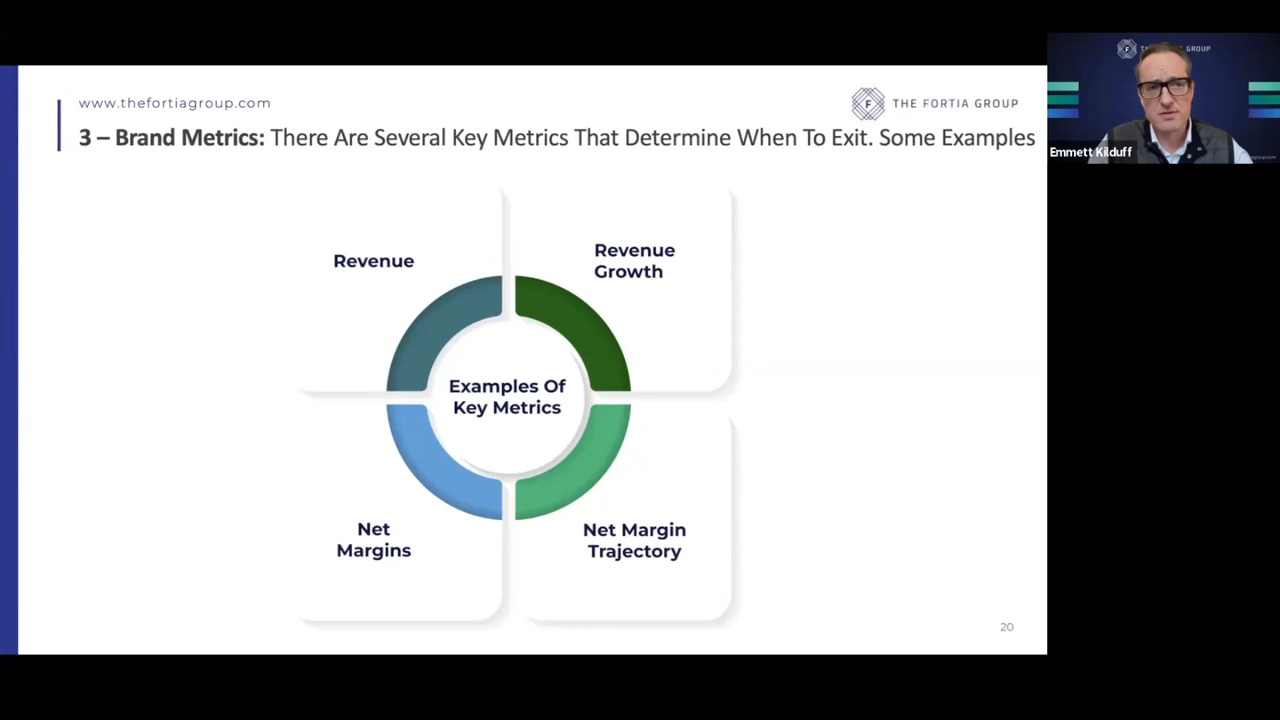 www.thefortiagroup.com
F
THE FORTIA GROUP
3 – Brand Metrics: There Are Several Key Metrics That Determine When To Exit. Some Examples
Revenue
Revenue
Growth
Examples Of
Key Metrics
Net
Margins
Net Margin
Trajectory
20
F
GROUP
Emmett Kilduff